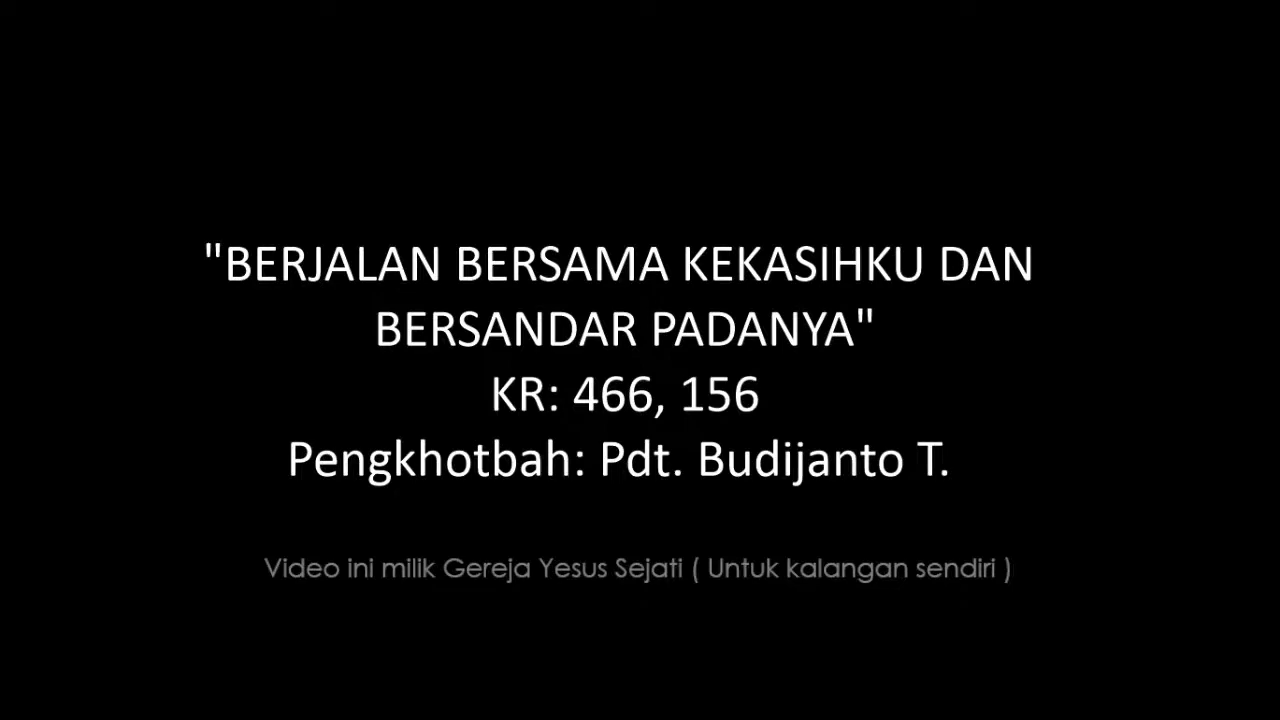 "BERJALAN BERSAMA KEKASIHKU DAN
BERSANDAR PADANYA"
KR: 466, 156
Pengkhotbah: Pdt. Budijanto T.
Video ini milik Gereja Yesus Sejati ( Untuk kalangan sendiri )